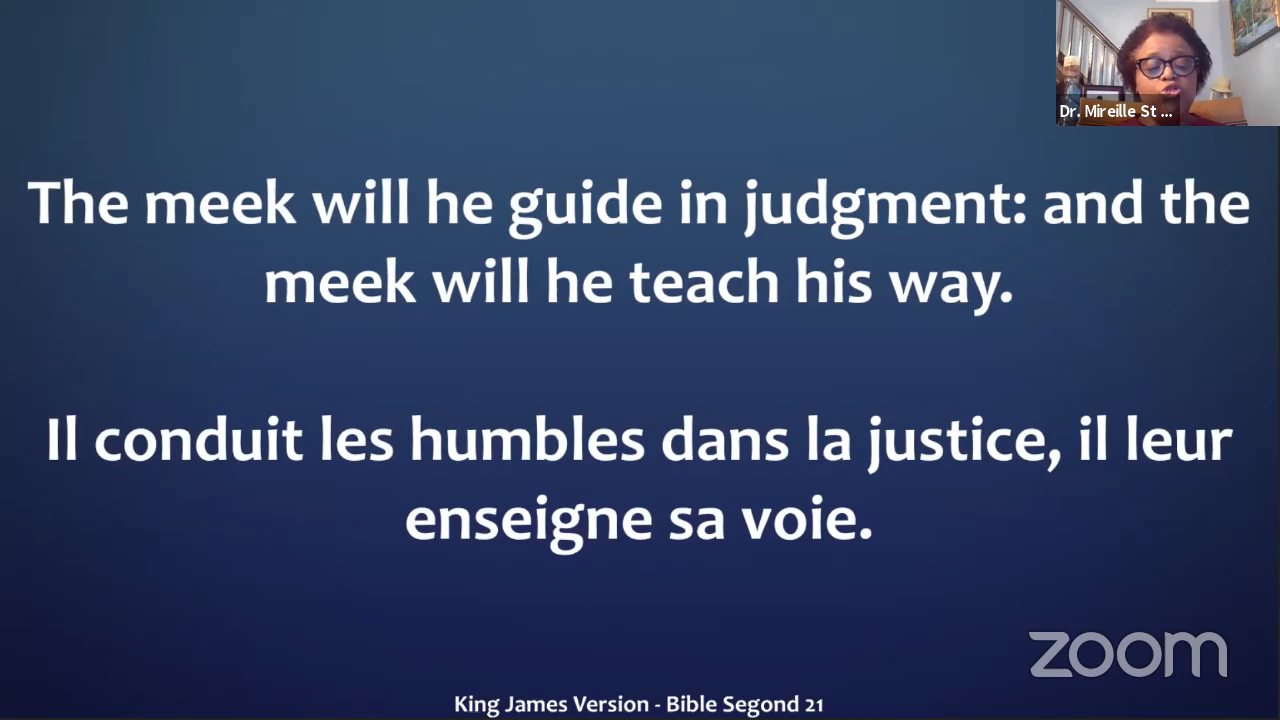 Dr. Mireille St ...
The meek will he guide in judgment: and the
meek will he teach his way.
Il conduit les humbles dans la justice, il leur
enseigne sa voie.
zoom
King James Version - Bible Segond 21